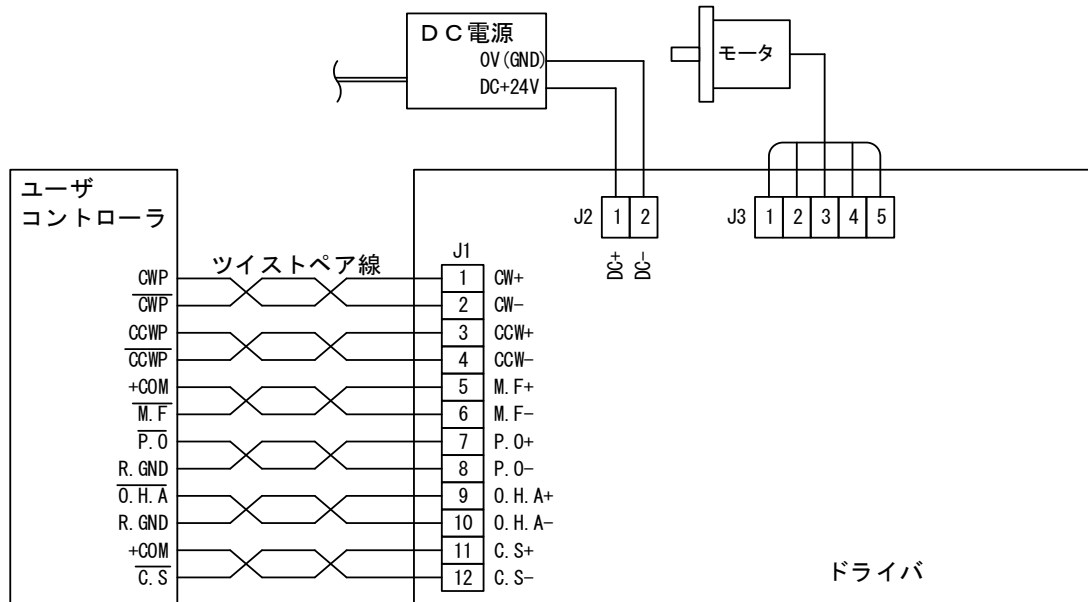 ＤＣ電源
0V(GND)
DC+24V
モータ
ユーザ
コントローラ
J2 1 2
J3 1 2 3 4 5
DC+
DC-
ツイストペア線
J1
CWP 1 CW+
C̅W̅P̅ 2 CW-
CCWP 3 CCW+
C̅C̅W̅P̅ 4 CCW-
+COM 5 M.F+
M̅.̅F̅ 6 M.F-
P̅.̅O̅ 7 P.O+
R.GND 8 P.O-
O̅.̅H̅.̅A̅ 9 O.H.A+
R.GND 10 O.H.A-
+COM 11 C.S+
C̅.̅S̅ 12 C.S-
ドライバ